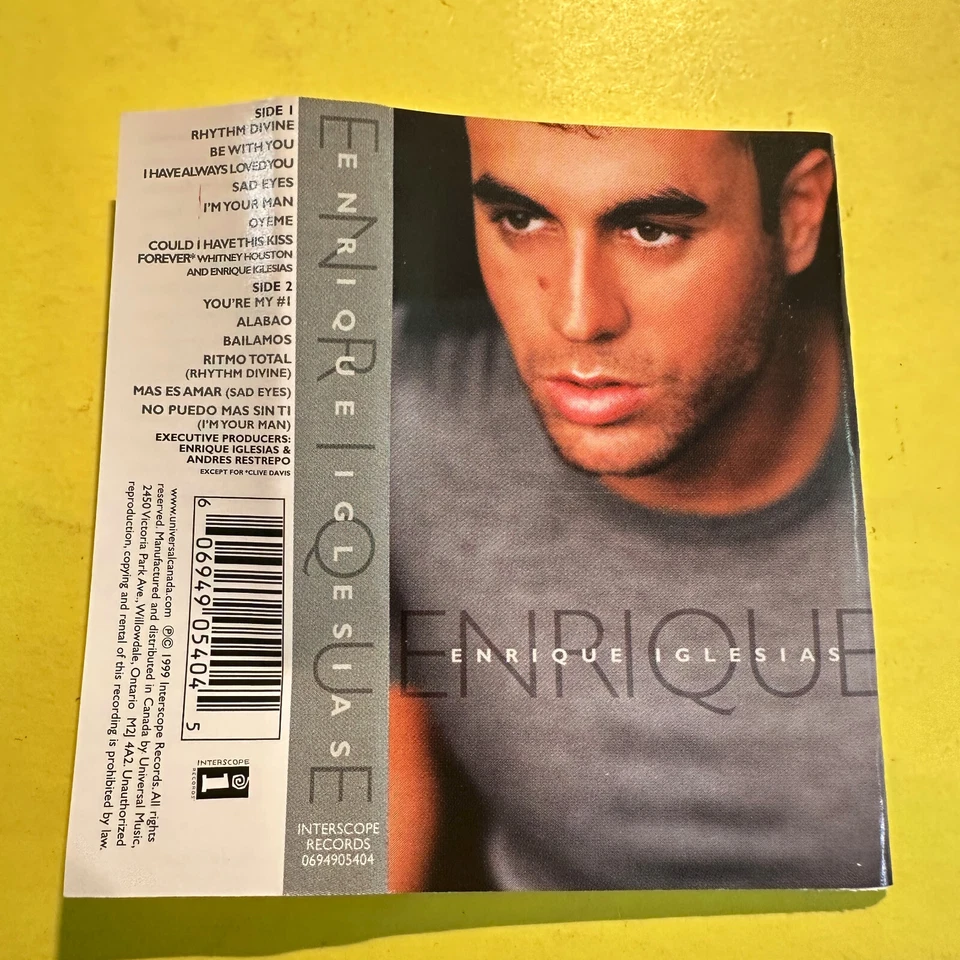 SIDE 1
RHYTHM DIVINE
BE WITH YOU
I HAVE ALWAYS LOVED YOU
SAD EYES
I'M YOUR MAN
OYEME
COULD I HAVE THIS KISS
FOREVER* WHITNEY HOUSTON
AND ENRIQUE IGLESIAS
SIDE 2
YOU'RE MY #1
ALABAO
BAILAMOS
RITMO TOTAL
(RHYTHM DIVINE)
MAS ES AMAR (SAD EYES)
NO PUEDO MAS SIN TI
(I'M YOUR MAN)
EXECUTIVE PRODUCERS:
ENRIQUE IGLESIAS &
ANDRES RESTREPO
EXCEPT FOR *CLIVE DAVIS
www.universalcanada.com ℗© 1999 Interscope Records. All rights
reserved. Manufactured and distributed in Canada by Universal Music,
2450 Victoria Park Ave., Willowdale, Ontario M2J 4A2. Unauthorized
reproduction, copying and rental of this recording is prohibited by law.
6 06949 05404 5
INTERSCOPE
RECORDS
ENRIQUE
ENRIQUE IGLESIAS
INTERSCOPE
RECORDS
0694905404
ENRIQUE
ENRIQUE IGLESIAS